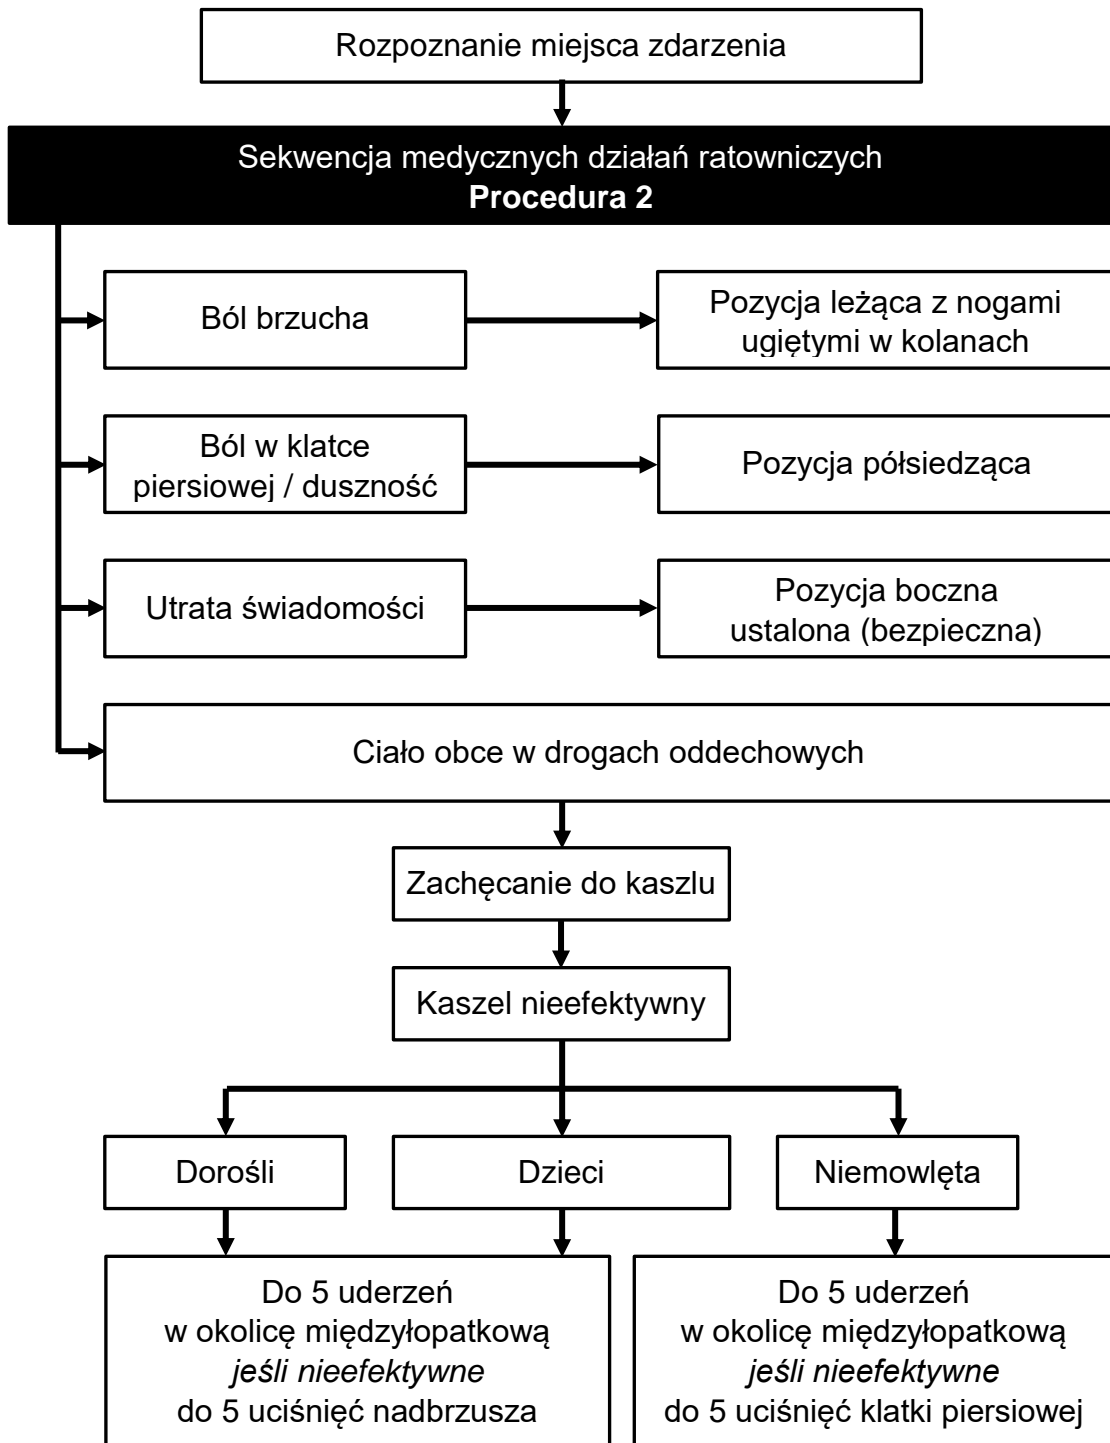 Rozpoznanie miejsca zdarzenia
Sekwencja medycznych działań ratowniczych
Procedura 2
Ból brzucha
Pozycja leżąca z nogami
ugiętymi w kolanach
Ból w klatce
piersiowej / duszność
Pozycja półsiedząca
Utrata świadomości
Pozycja boczna
ustalona (bezpieczna)
Ciało obce w drogach oddechowych
Zachęcanie do kaszlu
Kaszel nieefektywny
Dorośli
Dzieci
Niemowlęta
Do 5 uderzeń
w okolicę międzyłopatkową
jeśli nieefektywne
do 5 uciśnięć nadbrzusza
Do 5 uderzeń
w okolicę międzyłopatkową
jeśli nieefektywne
do 5 uciśnięć klatki piersiowej